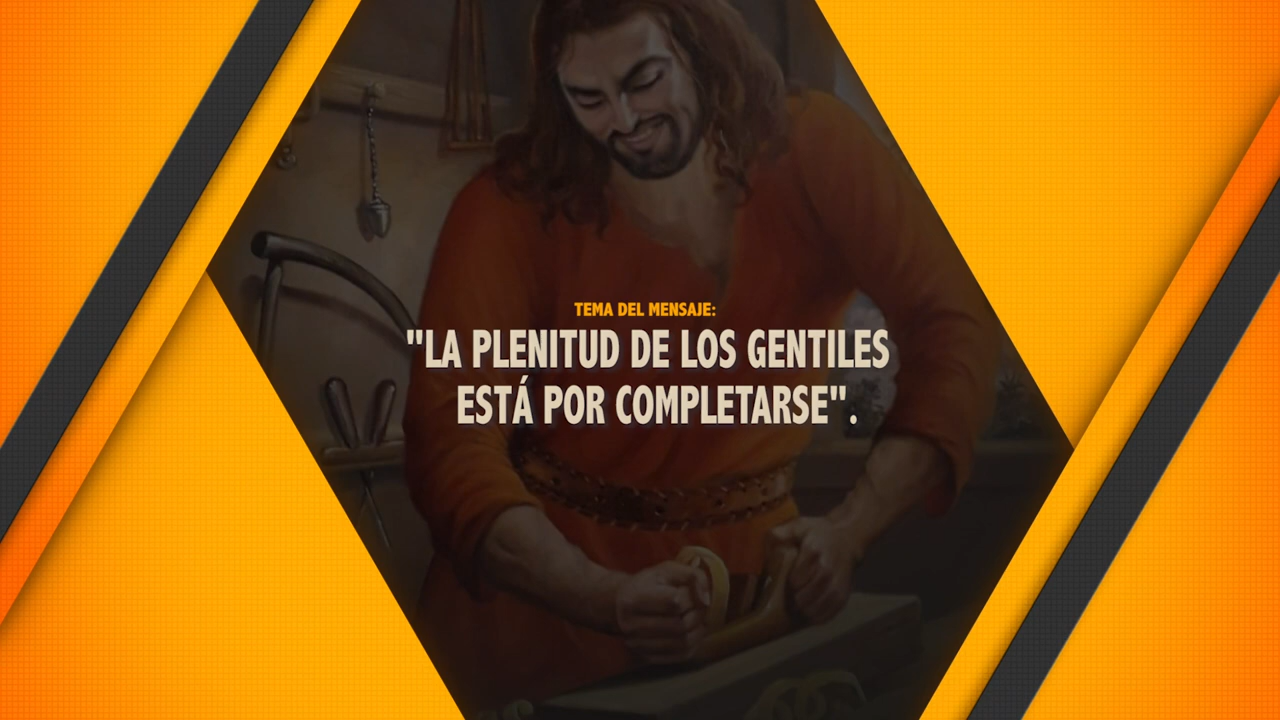 TEMA DEL MENSAJE:
"LA PLENITUD DE LOS GENTILES
ESTÁ POR COMPLETARSE".